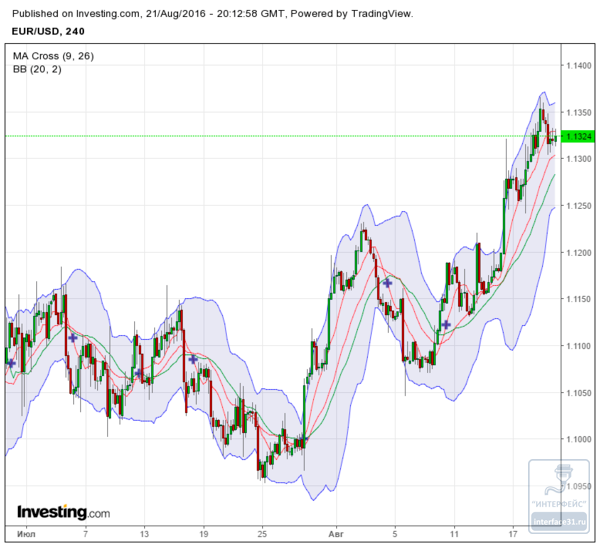 Published on Investing.com, 21/Aug/2016 - 20:12:58 GMT, Powered by TradingView.
EUR/USD, 240
MA Cross (9, 26)
BB (20, 2)
1.1400
1.1350
1.1324
1.1300
1.1250
1.1200
1.1150
1.1100
1.1050
1.1000
1.0950
Investing.com
"ИНТЕРФЕЙС"
interface31.ru
Июл 7 13 19 25 Авг 5 11 17